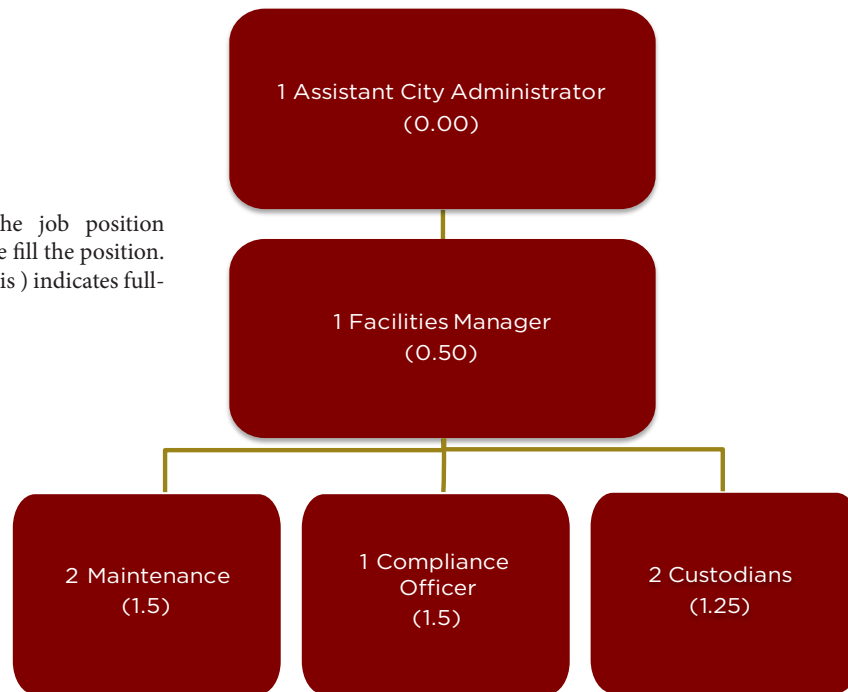 1 Assistant City Administrator
(0.00)
he job position
e fill the position.
is ) indicates full-
1 Facilities Manager
(0.50)
2 Maintenance
(1.5)
1 Compliance
Officer
(1.5)
2 Custodians
(1.25)